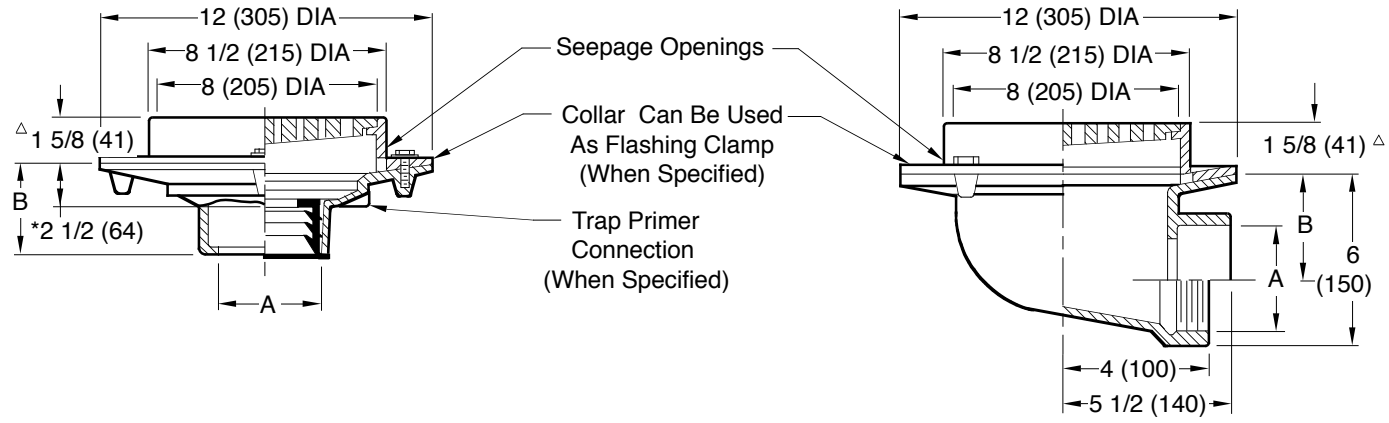 12 (305) DIA
8 1/2 (215) DIA
8 (205) DIA
△ 1 5/8 (41)
B
*2 1/2 (64)
A
Seepage Openings
Collar Can Be Used
As Flashing Clamp
(When Specified)
Trap Primer
Connection
(When Specified)
12 (305) DIA
8 1/2 (215) DIA
8 (205) DIA
1 5/8 (41) △
B
A
6
(150)
4 (100)
5 1/2 (140)